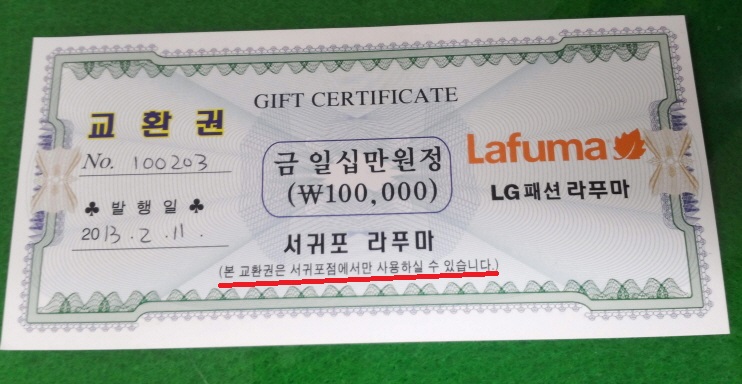 GIFT CERTIFICATE
교환권
No. 100203
♣ 발행일 ♣
2013.2.11.
금 일십만원정
(₩100,000)
Lafuma
LG패션 라푸마
서귀포 라푸마
(본 교환권은 서귀포점에서만 사용하실 수 있습니다.)